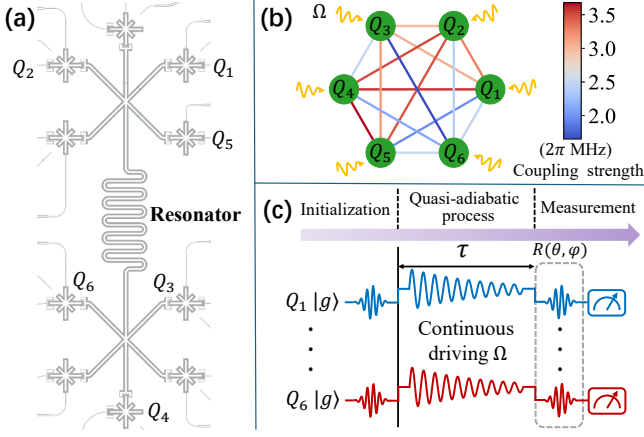 (a)
Q₂
Q₁
Q₅
Resonator
Q₆
Q₃
Q₄
(b)
Ω
Q₃
Q₂
Q₄
Q₁
Q₅
Q₆
3.5
3.0
2.5
2.0
(2π MHz)
Coupling strength
(c)
Initialization
Quasi-adiabatic
process
Measurement
τ
R(θ,φ)
Q₁ |g⟩
Continuous
driving Ω
Q₆ |g⟩